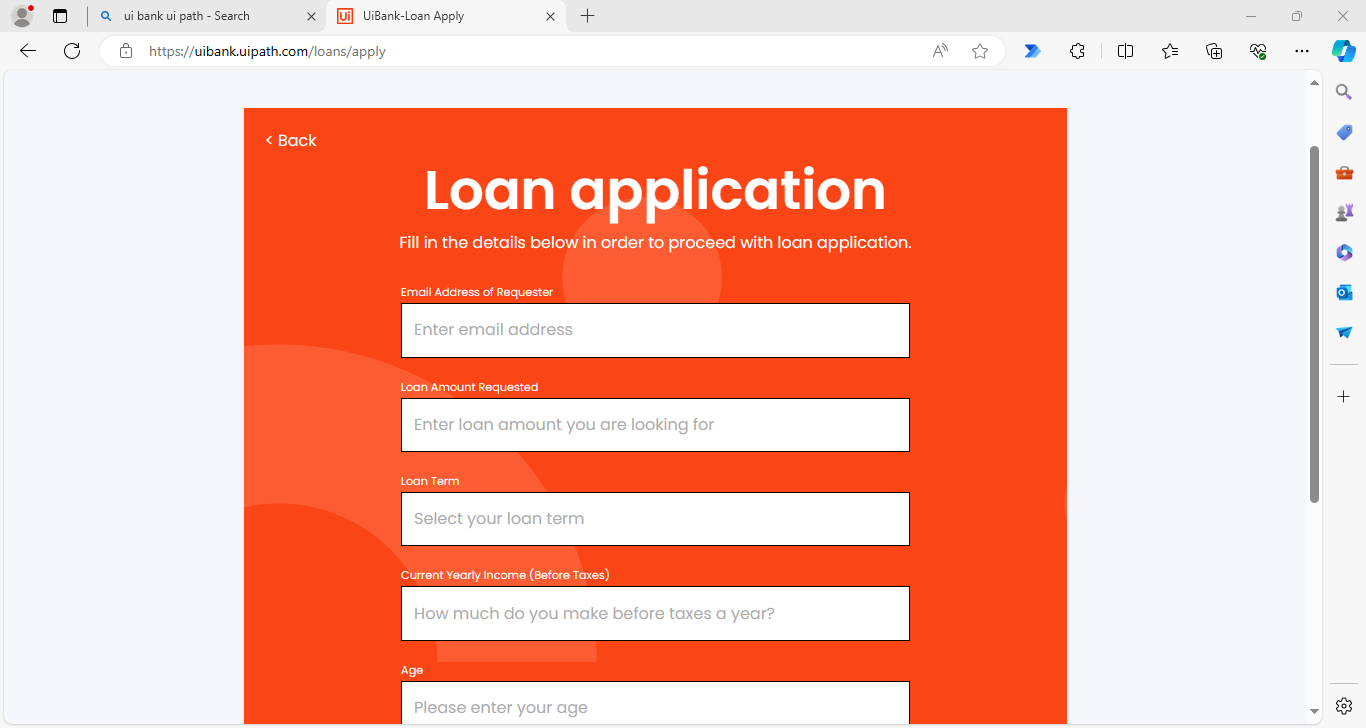 ui bank ui path - Search
Ui UiBank-Loan Apply
https://uibank.uipath.com/loans/apply
< Back
Loan application
Fill in the details below in order to proceed with loan application.
Email Address of Requester
Enter email address
Loan Amount Requested
Enter loan amount you are looking for
Loan Term
Select your loan term
Current Yearly Income (Before Taxes)
How much do you make before taxes a year?
Age
Please enter your age